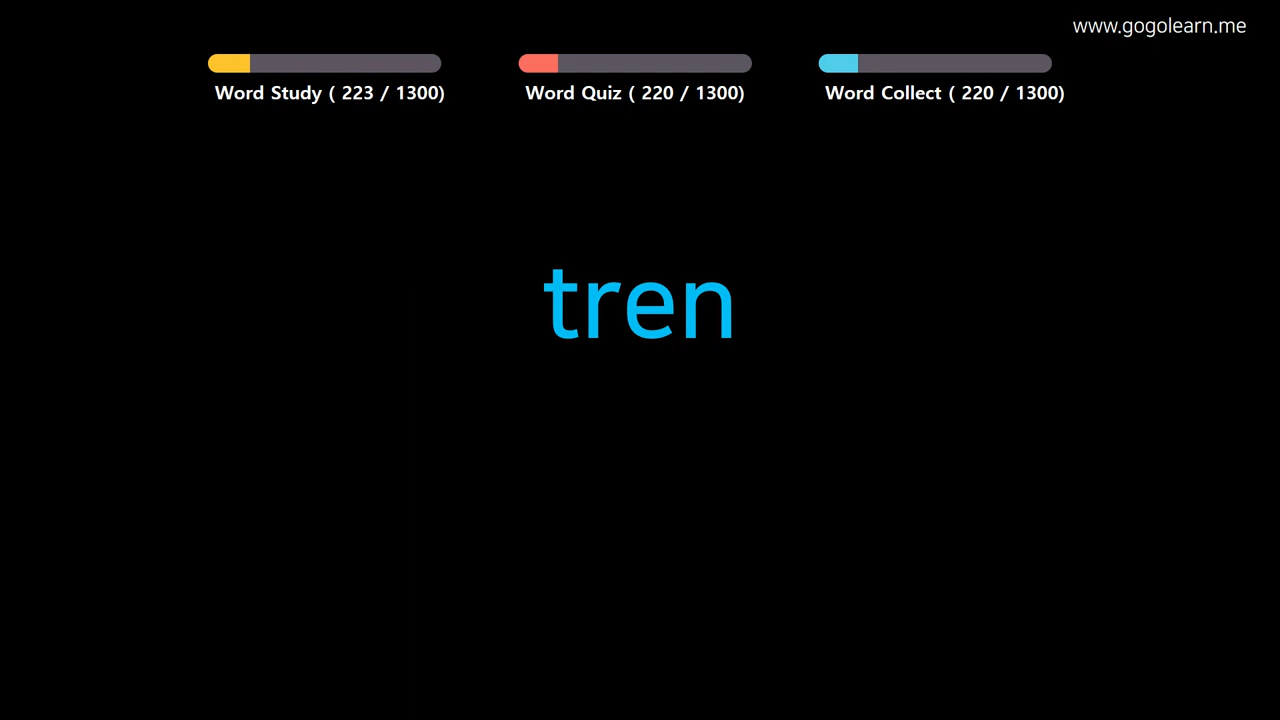 www.gogolearn.me
Word Study ( 223 / 1300)
Word Quiz ( 220 / 1300)
Word Collect ( 220 / 1300)
tren